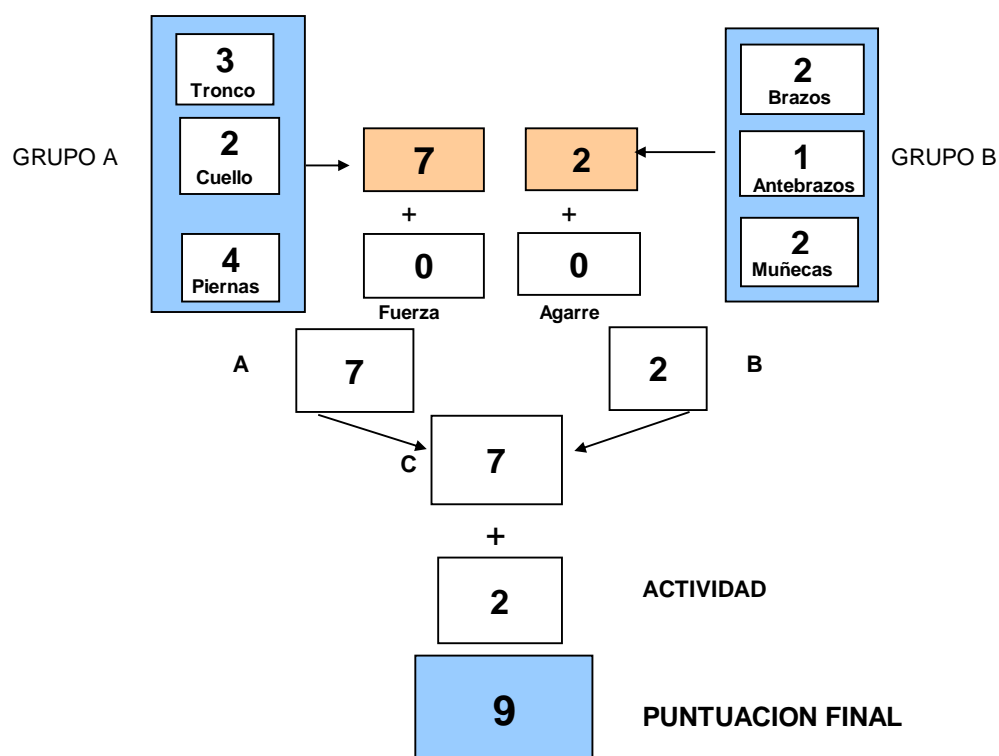 3
Tronco
2
Cuello
4
Piernas
GRUPO A
7
+
0
Fuerza
2
+
0
Agarre
2
Brazos
1
Antebrazos
2
Muñecas
GRUPO B
A
7
2
B
C
7
+
2
ACTIVIDAD
9
PUNTUACION FINAL